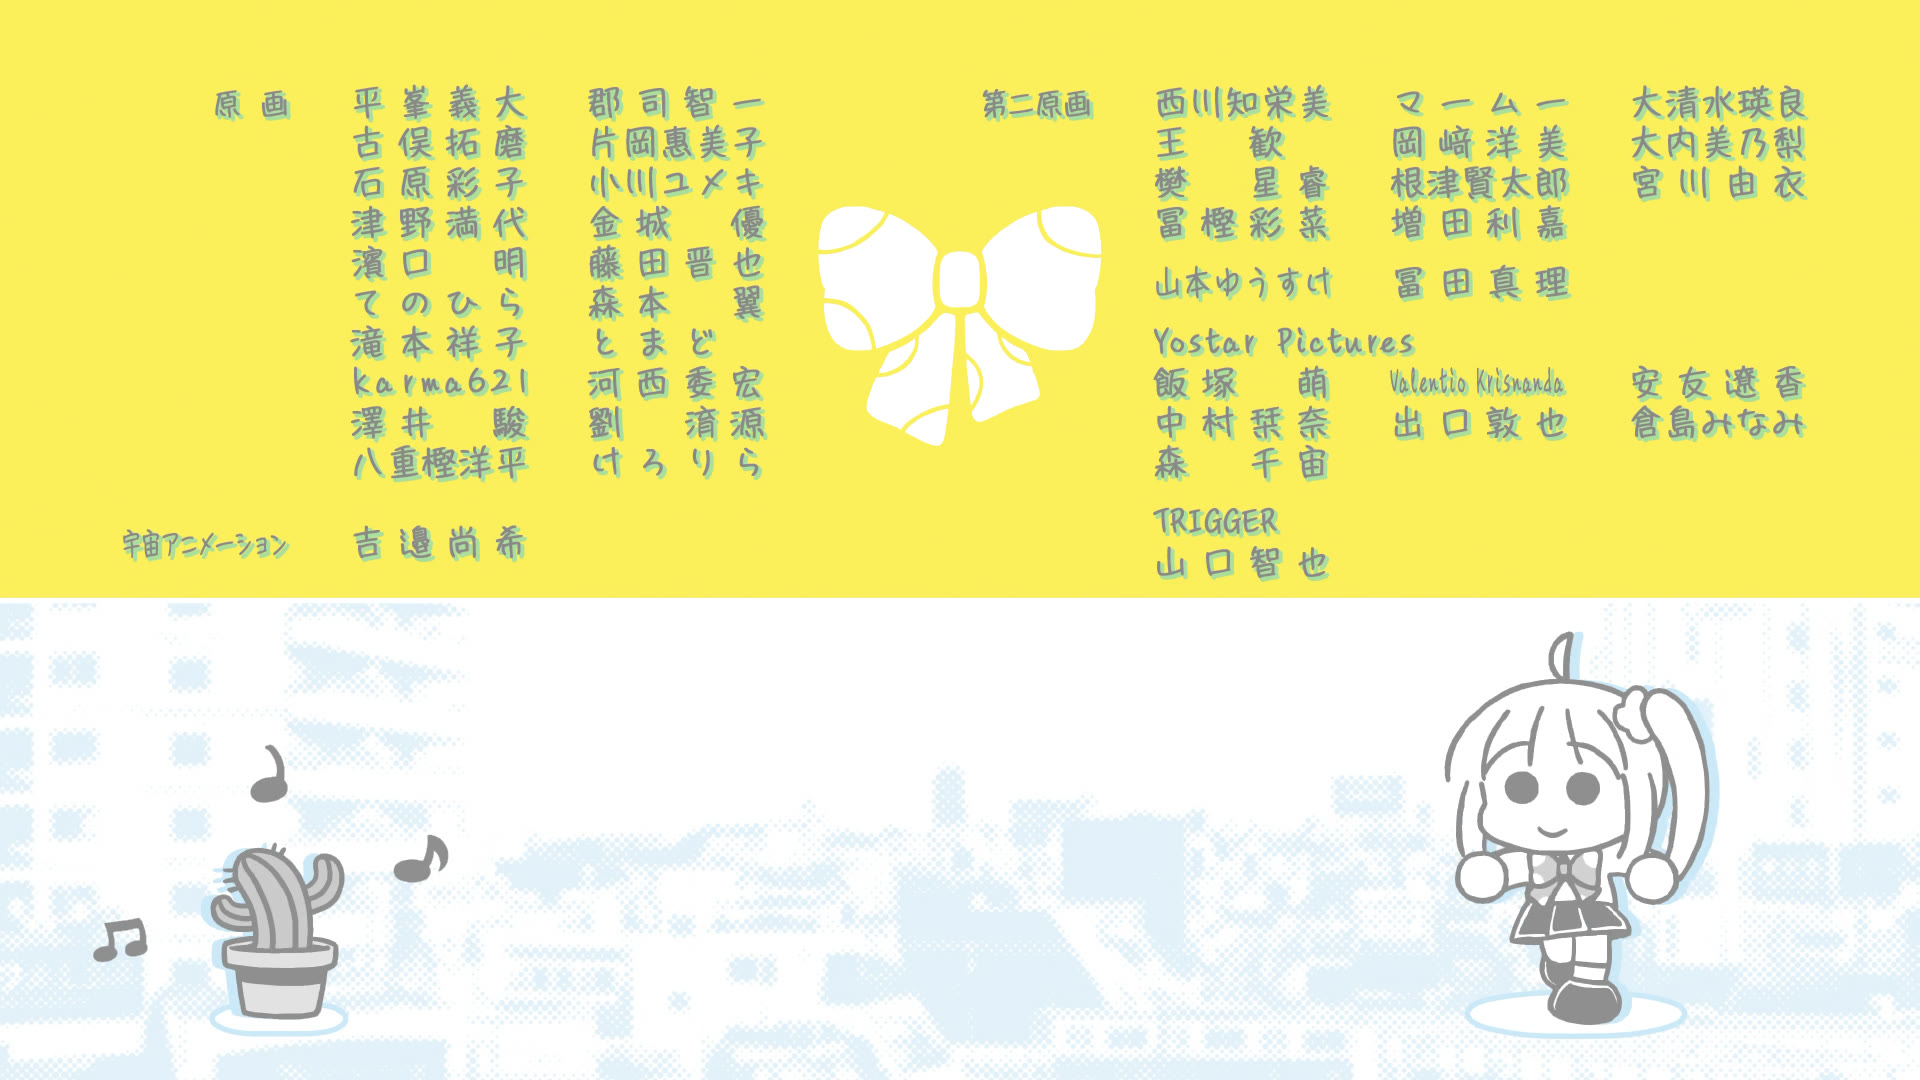 原画 平峯義大 郡司智一
古俣拓磨 片岡恵美子
石原彩子 小川ユメキ
津野満代 金城優
濱口明 藤田晋也
てのひら 森本翼
滝本祥子 とまど
karma621 河西委宏
澤井駿 劉淯源
八重樫洋平 けろりら
宇宙アニメーション 吉邉尚希
第二原画 西川知栄美 マームー 大清水瑛良
王歓 岡﨑洋美 大内美乃梨
樊星睿 根津賢太郎 宮川由衣
冨樫彩菜 増田利嘉
山本ゆうすけ 冨田真理
Yostar Pictures
飯塚萌 Valentio Krisnanda 安友遼香
中村栞奈 出口敦也 倉島みなみ
森千宙
TRIGGER
山口智也